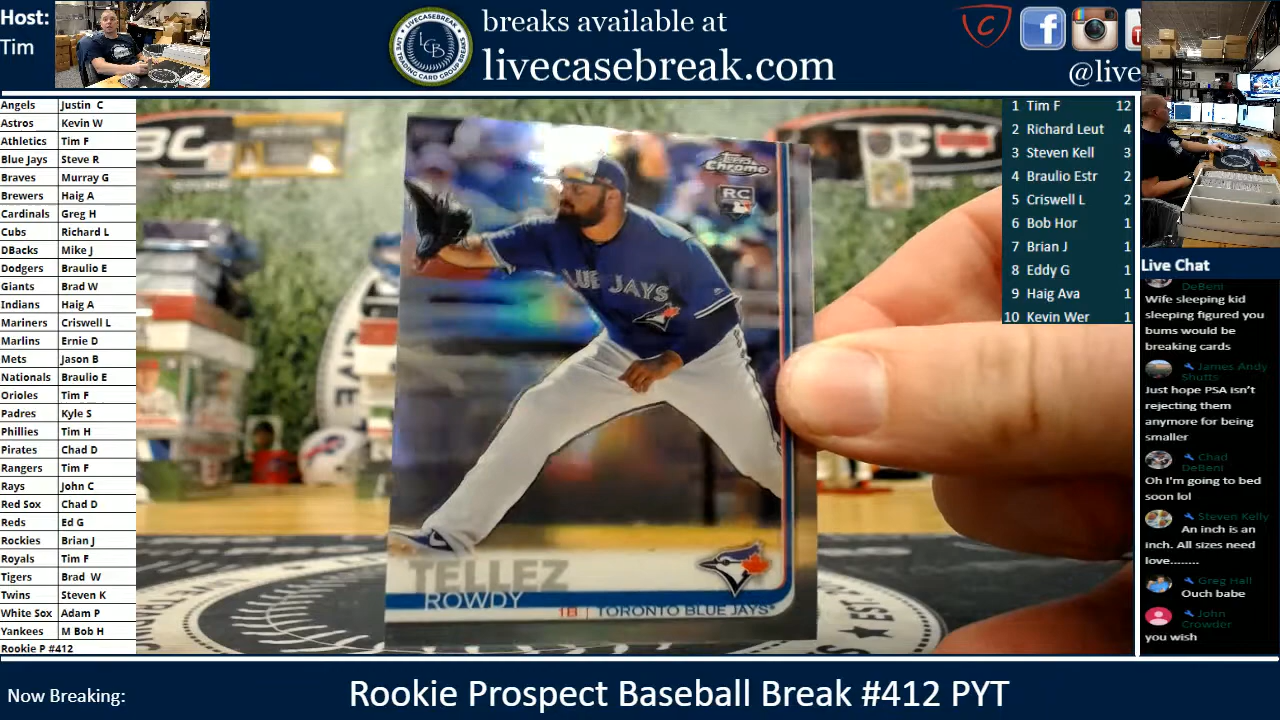 Host:
Tim
breaks available at
livecasebreak.com
@live
Angels Justin C
Astros Kevin W
Athletics Tim F
Blue Jays Steve R
Braves Murray G
Brewers Haig A
Cardinals Greg H
Cubs Richard L
DBacks Mike J
Dodgers Braulio E
Giants Brad W
Indians Haig A
Mariners Criswell L
Marlins Ernie D
Mets Jason B
Nationals Braulio E
Orioles Tim F
Padres Kyle S
Phillies Tim H
Pirates Chad D
Rangers Tim F
Rays John C
Red Sox Chad D
Reds Ed G
Rockies Brian J
Royals Tim F
Tigers Brad W
Twins Steven K
White Sox Adam P
Yankees M Bob H
Rookie P #412
Topps
Chrome
RC
BLUE JAYS
TELLEZ
ROWDY
1B | TORONTO BLUE JAYS
1 Tim F 12
2 Richard Leut 4
3 Steven Kell 3
4 Braulio Estr 2
5 Criswell L 2
6 Bob Hor 1
7 Brian J 1
8 Eddy G 1
9 Haig Ava 1
10 Kevin Wer 1
Live Chat
DeBeni
Wife sleeping kid
sleeping figured you
bums would be
breaking cards
James Andy
Shutts
Just hope PSA isn't
rejecting them
anymore for being
smaller
Chad
DeBeni
Oh I'm going to bed
soon lol
Steven Kelly
An inch is an
inch. All sizes need
love........
Greg Hall
Ouch babe
John
Crowder
you wish
Now Breaking:
Rookie Prospect Baseball Break #412 PYT